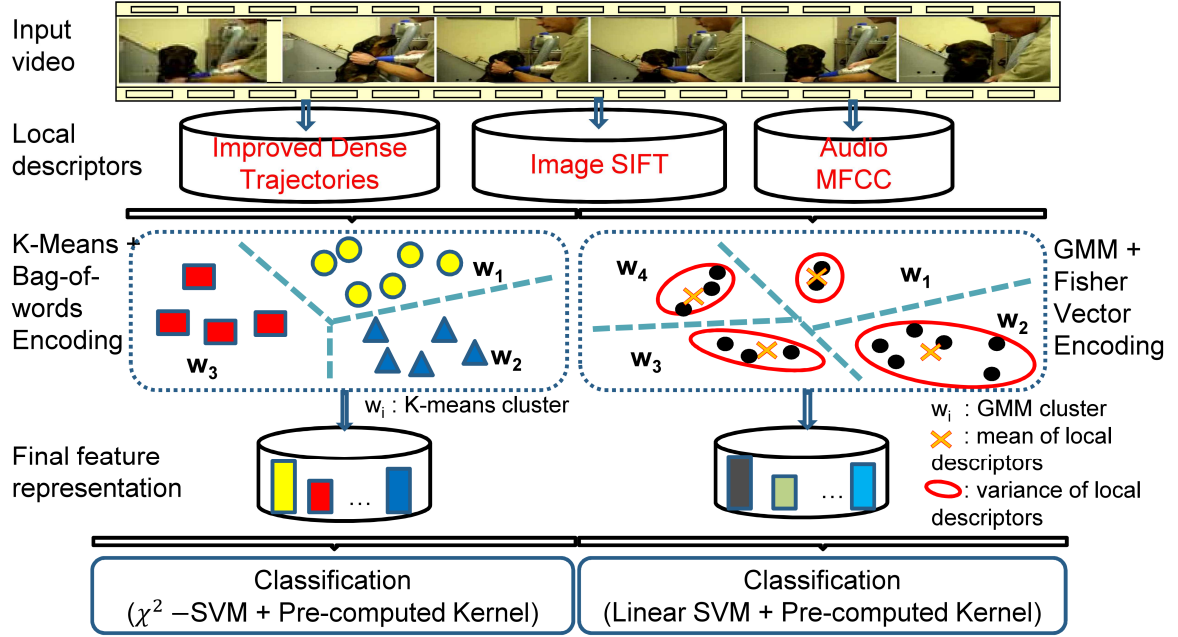 Input
video
Local
descriptors
Improved Dense
Trajectories
Image SIFT
Audio
MFCC
K-Means +
Bag-of-
words
Encoding
w1
w2
w3
w4
w1
w2
w3
GMM +
Fisher
Vector
Encoding
wi : K-means cluster
wi : GMM cluster
: mean of local
descriptors
: variance of local
descriptors
Final feature
representation
...
...
Classification
(χ² −SVM + Pre-computed Kernel)
Classification
(Linear SVM + Pre-computed Kernel)